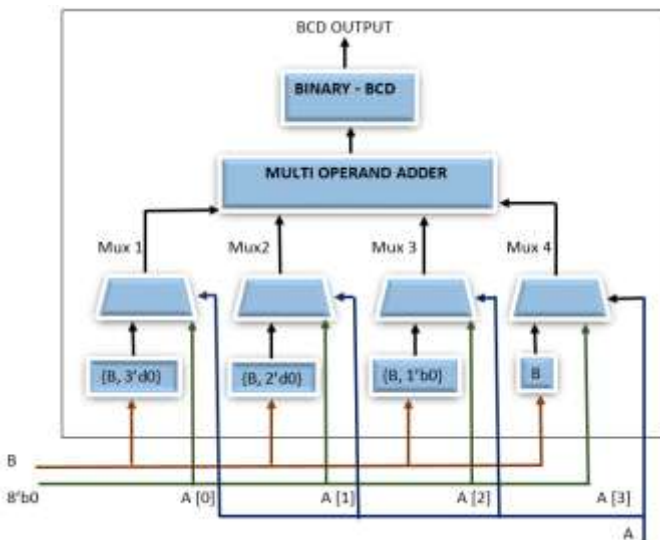 BCD OUTPUT
BINARY - BCD
MULTI OPERAND ADDER
Mux 1
Mux2
Mux 3
Mux 4
{B, 3'd0}
{B, 2'd0}
{B, 1'b0}
B
B
8'b0
A [0]
A [1]
A [2]
A [3]
A